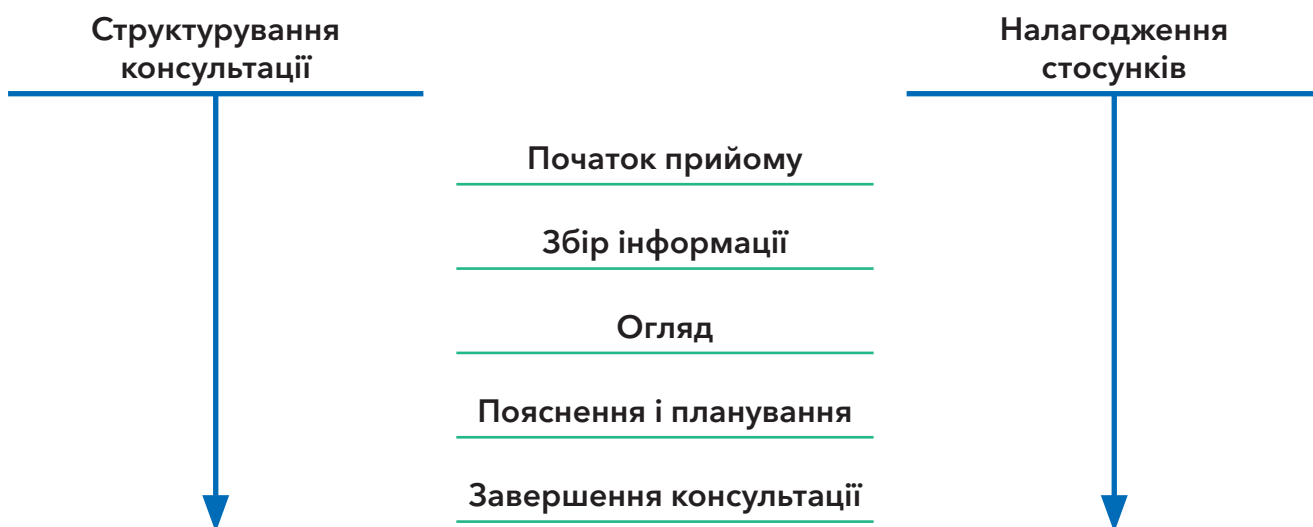 Структурування
консультації
Налагодження
стосунків
Початок прийому
Збір інформації
Огляд
Пояснення і планування
Завершення консультації